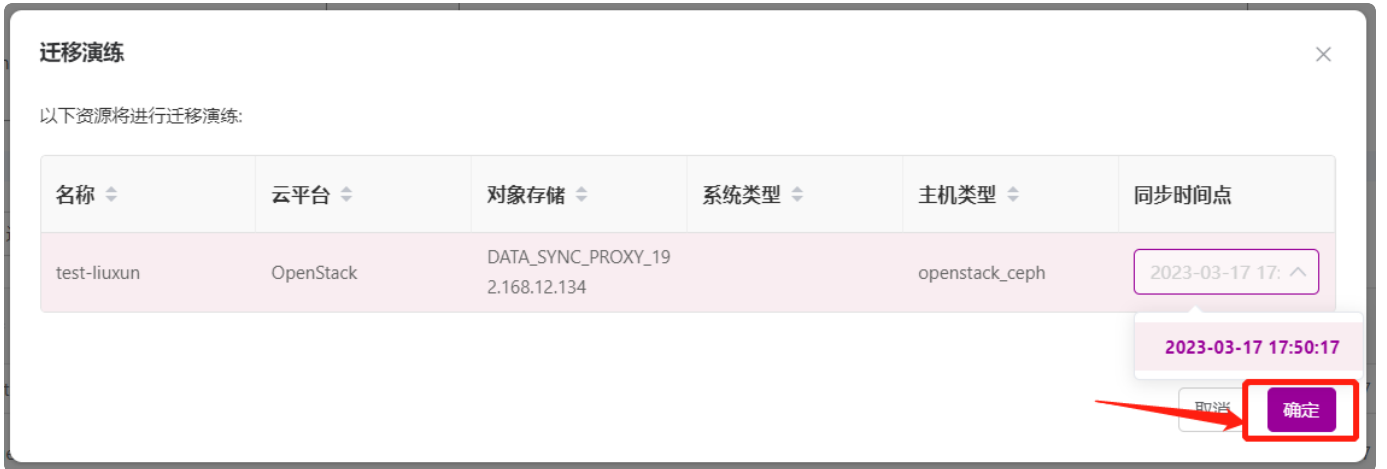 迁移演练
以下资源将进行迁移演练:
名称 云平台 对象存储 系统类型 主机类型 同步时间点
test-liuxun OpenStack DATA_SYNC_PROXY_19 openstack_ceph 2023-03-17 17:
2.168.12.134
2023-03-17 17:50:17
取消 确定